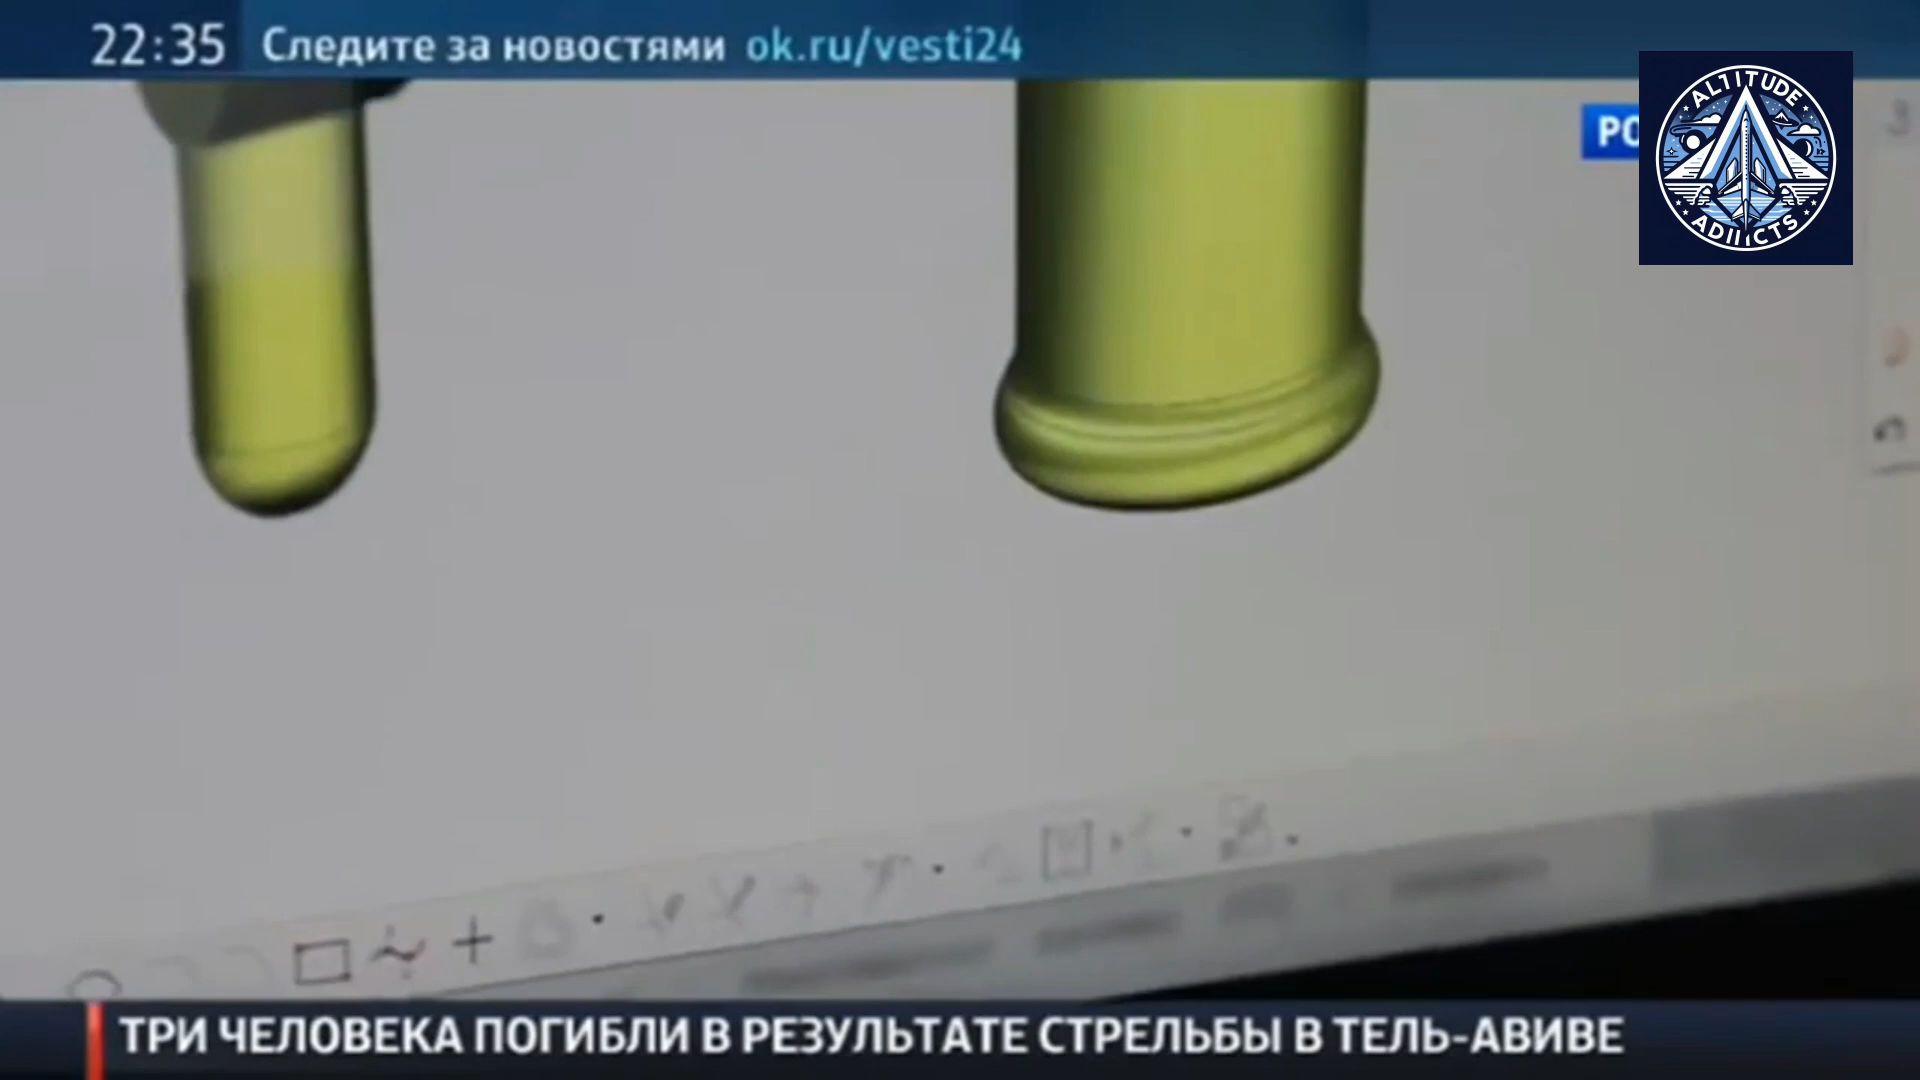 22:35 Следите за новостями ok.ru/vesti24
РО
ALTITUDE
ADIIICTS
ТРИ ЧЕЛОВЕКА ПОГИБЛИ В РЕЗУЛЬТАТЕ СТРЕЛЬБЫ В ТЕЛЬ-АВИВЕ